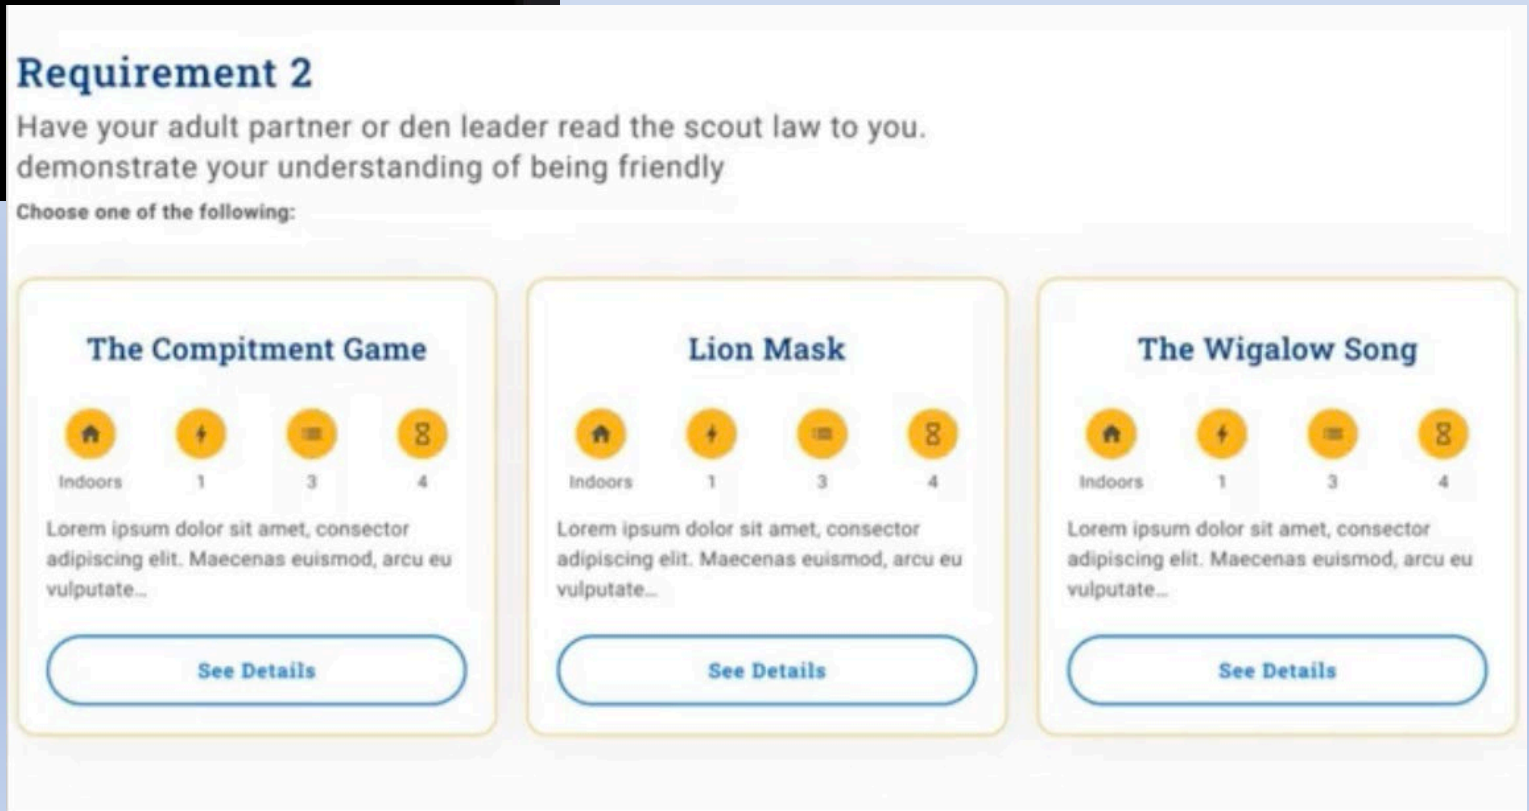 Requirement 2
Have your adult partner or den leader read the scout law to you.
demonstrate your understanding of being friendly
Choose one of the following:
The Compitment Game
Indoors 1 3 4
Lorem ipsum dolor sit amet, consector
adipiscing elit. Maecenas euismod, arcu eu
vulputate...
See Details
Lion Mask
Indoors 1 3 4
Lorem ipsum dolor sit amet, consector
adipiscing elit. Maecenas euismod, arcu eu
vulputate...
See Details
The Wigalow Song
Indoors 1 3 4
Lorem ipsum dolor sit amet, consector
adipiscing elit. Maecenas euismod, arcu eu
vulputate...
See Details